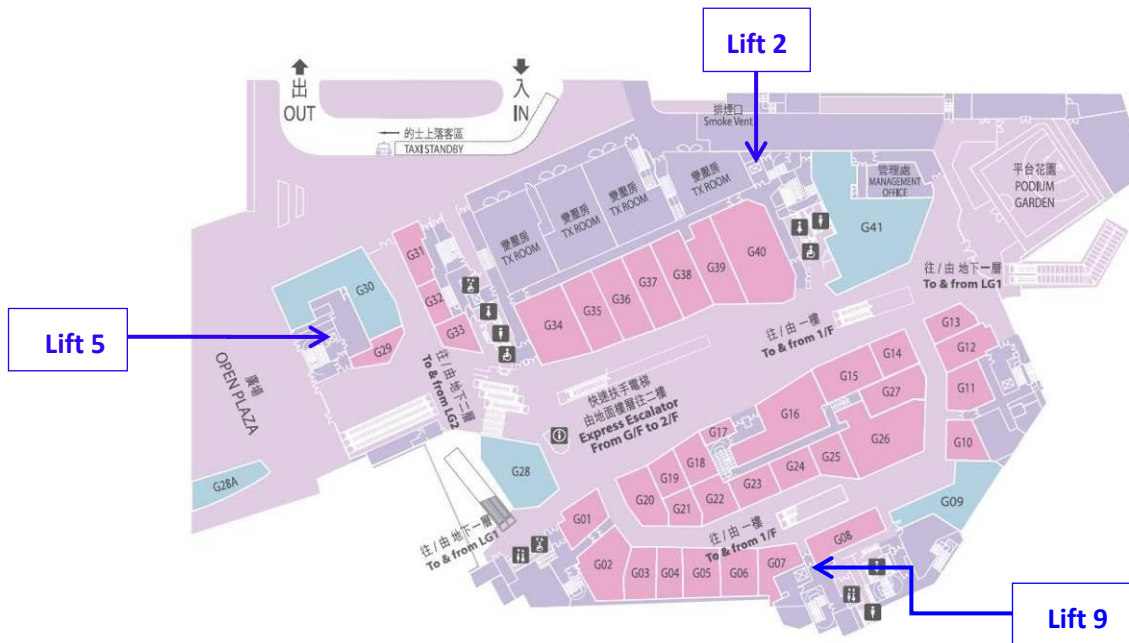 Lift 2
出
OUT
入
IN
的士上落客區
TAXI STANDBY
排煙口
Smoke Vent
變壓房
TX ROOM
變壓房
TX ROOM
變壓房
TX ROOM
變壓房
TX ROOM
管理處
MANAGEMENT
OFFICE
平台花園
PODIUM
GARDEN
G41
G40
G39
G38
G37
G36
G35
G34
G31
G32
G33
G30
G29
往 / 由 地下一層
To & from LG1
往 / 由 一樓
To & from 1/F
Lift 5
廣場
OPEN PLAZA
往 / 由 地下二層
To & from LG2
快速扶手電梯
由地面樓層往二樓
Express Escalator
From G/F to 2/F
G13
G12
G11
G10
G09
G14
G15
G27
G16
G26
G17
G18
G19
G20
G21
G22
G23
G24
G25
G28
G28A
往 / 由 地下一層
To & from LG1
往 / 由 一樓
To & from 1/F
G01
G02
G03
G04
G05
G06
G07
G08
Lift 9